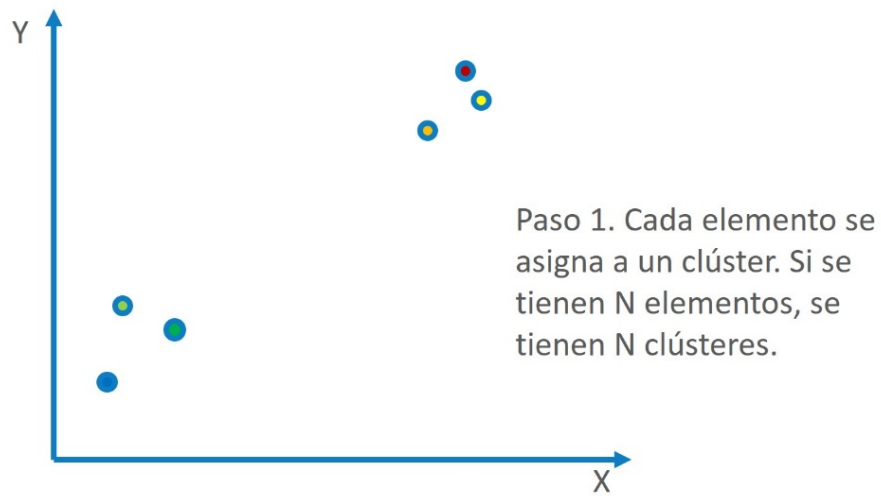 Y
Paso 1. Cada elemento se
asigna a un clúster. Si se
tienen N elementos, se
tienen N clústeres.
X